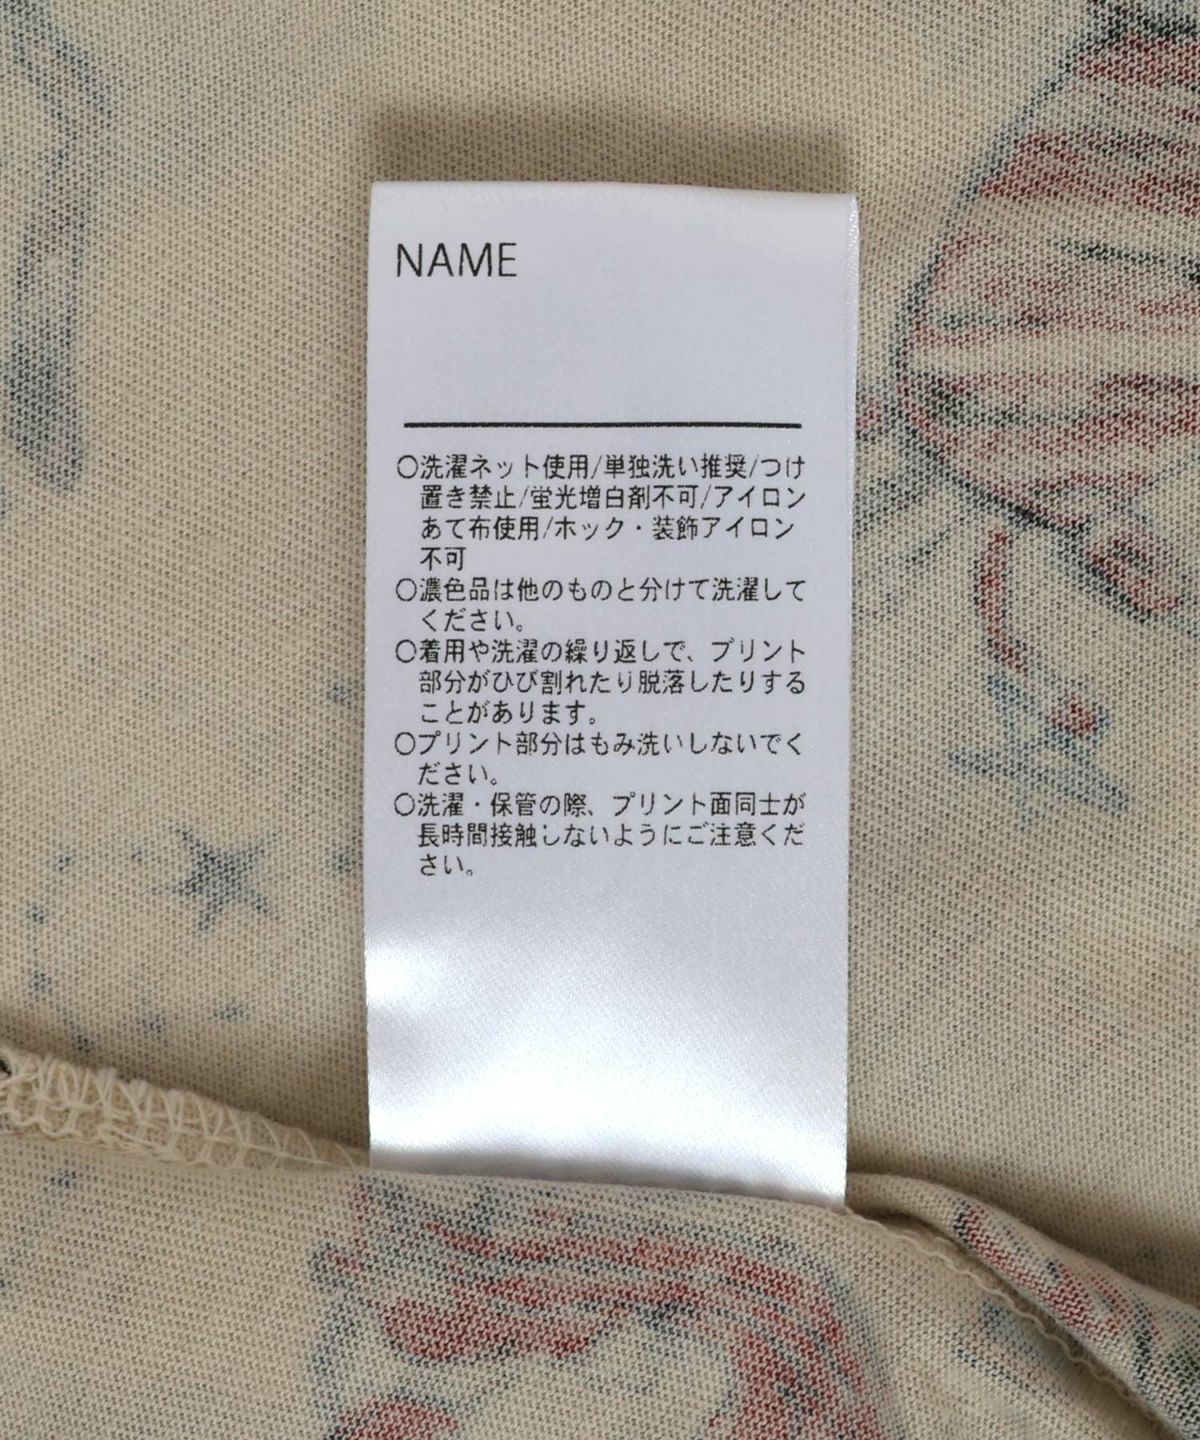 NAME
○洗濯ネット使用/単独洗い推奨/つけ
置き禁止/蛍光増白剤不可/アイロン
あて布使用/ホック・装飾アイロン
不可
○濃色品は他のものと分けて洗濯して
ください。
○着用や洗濯の繰り返しで、プリント
部分がひび割れたり脱落したりする
ことがあります。
○プリント部分はもみ洗いしないでく
ださい。
○洗濯・保管の際、プリント面同士が
長時間接触しないようにご注意くだ
さい。